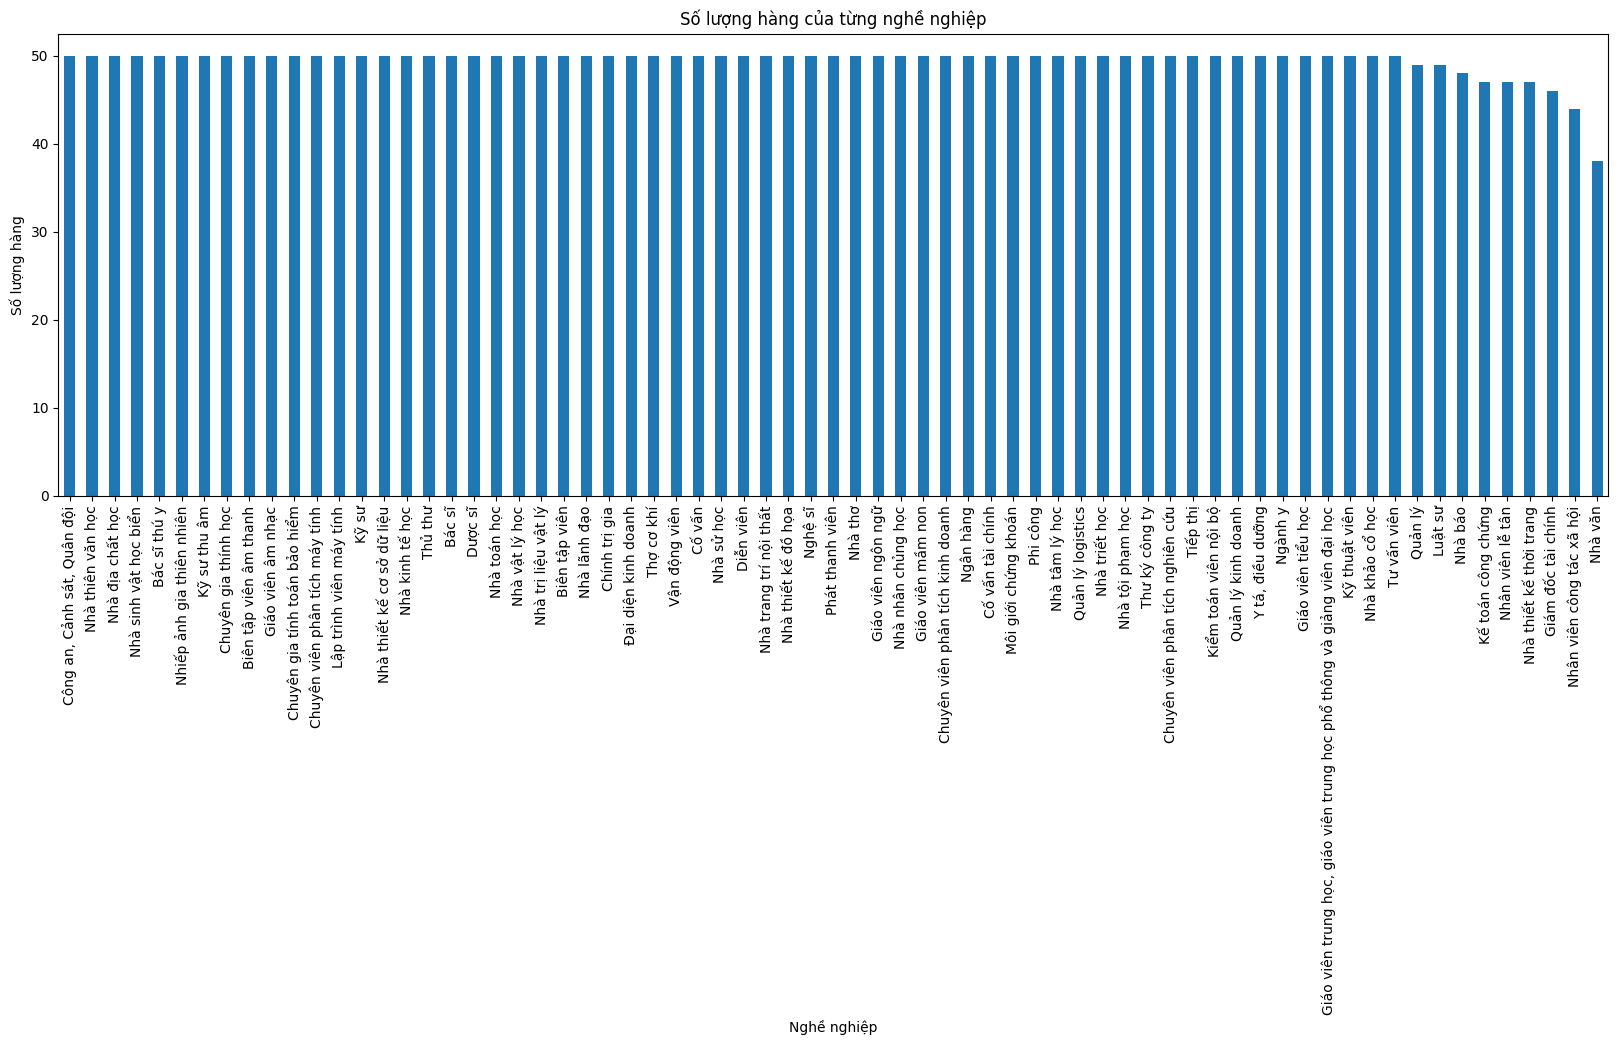 Số lượng hàng của từng nghề nghiệp
Số lượng hàng
50
40
30
20
10
0
Công an, Cảnh sát, Quân đội
Nhà thiên văn học
Nhà địa chất học
Nhà sinh vật học biển
Bác sĩ thú y
Nhiếp ảnh gia thiên nhiên
Kỹ sư thu âm
Chuyên gia thính học
Biên tập viên âm thanh
Giáo viên âm nhạc
Chuyên gia tính toán bảo hiểm
Chuyên viên phân tích máy tính
Lập trình viên máy tính
Kỹ sư
Nhà thiết kế cơ sở dữ liệu
Nhà kinh tế học
Thủ thư
Bác sĩ
Dược sĩ
Nhà toán học
Nhà vật lý học
Nhà trị liệu vật lý
Biên tập viên
Nhà lãnh đạo
Chính trị gia
Đại diện kinh doanh
Thợ cơ khí
Vận động viên
Cố vấn
Nhà sử học
Diễn viên
Nhà trang trí nội thất
Nhà thiết kế đồ họa
Nghệ sĩ
Phát thanh viên
Nhà thơ
Giáo viên ngôn ngữ
Nhà nhân chủng học
Giáo viên mầm non
Chuyên viên phân tích kinh doanh
Ngân hàng
Cố vấn tài chính
Môi giới chứng khoán
Phi công
Nhà tâm lý học
Quản lý logistics
Nhà triết học
Nhà tội phạm học
Thư ký công ty
Chuyên viên phân tích nghiên cứu
Tiếp thị
Kiểm toán viên nội bộ
Quản lý kinh doanh
Y tá, điều dưỡng
Ngành y
Giáo viên tiểu học
Giáo viên trung học, giáo viên trung học phổ thông và giảng viên đại học
Kỹ thuật viên
Nhà khảo cổ học
Tư vấn viên
Quản lý
Luật sư
Nhà báo
Kế toán công chứng
Nhân viên lễ tân
Nhà thiết kế thời trang
Giám đốc tài chính
Nhân viên công tác xã hội
Nhà văn
Nghề nghiệp